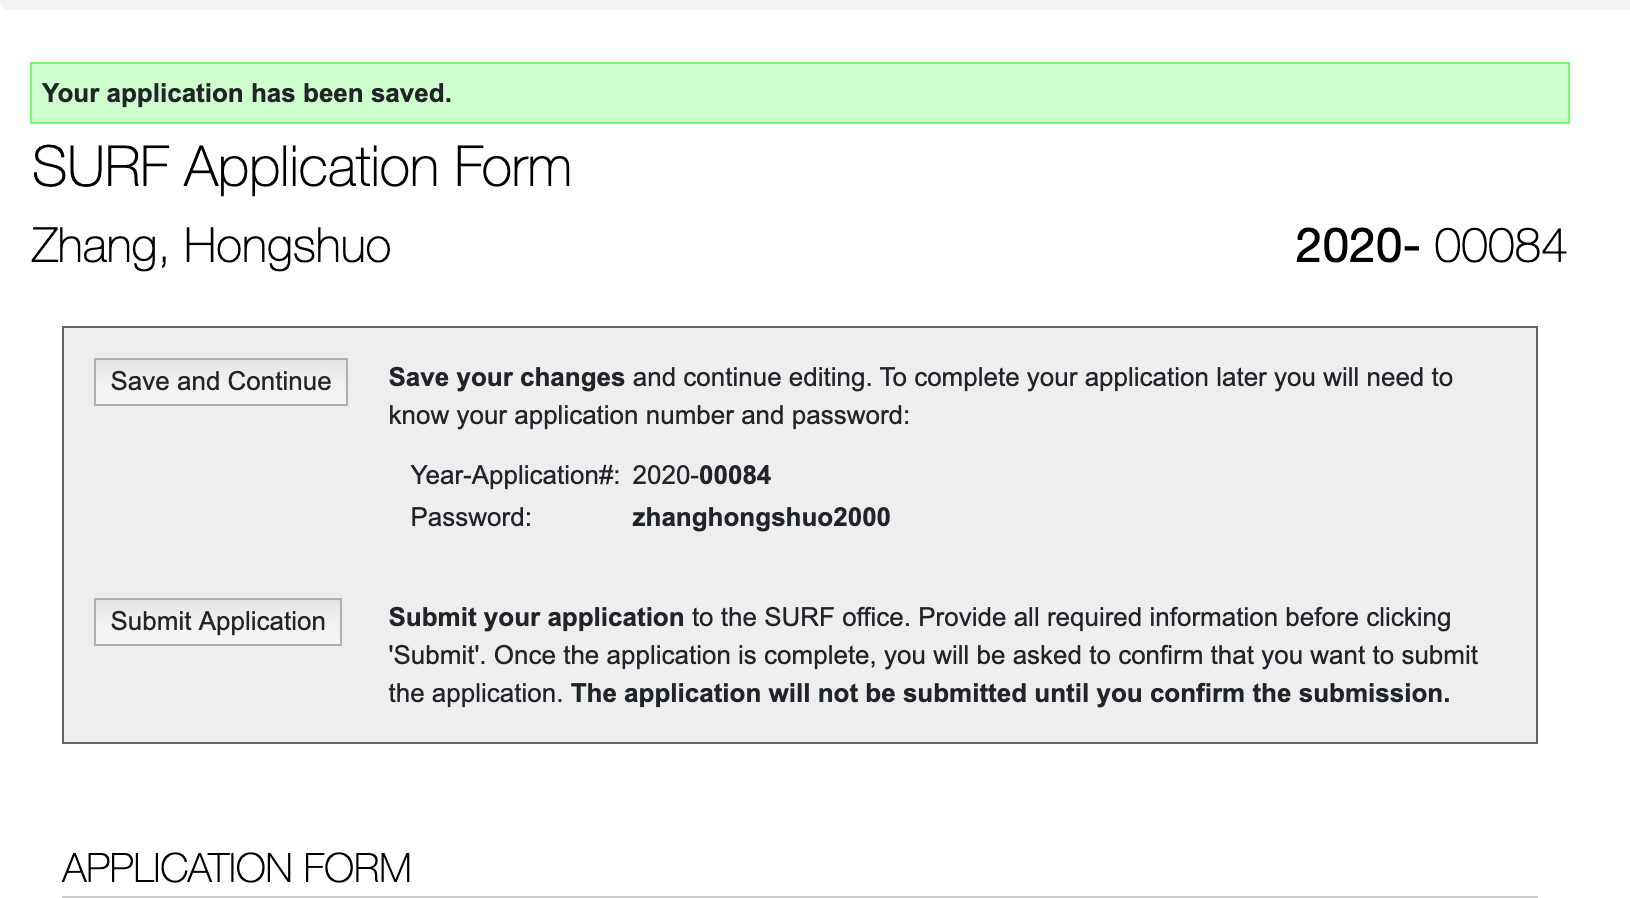 Your application has been saved.
SURF Application Form
Zhang, Hongshuo 2020- 00084
Save and Continue
Save your changes and continue editing. To complete your application later you will need to
know your application number and password:
Year-Application#: 2020-00084
Password: zhanghongshuo2000
Submit Application
Submit your application to the SURF office. Provide all required information before clicking
'Submit'. Once the application is complete, you will be asked to confirm that you want to submit
the application. The application will not be submitted until you confirm the submission.
APPLICATION FORM